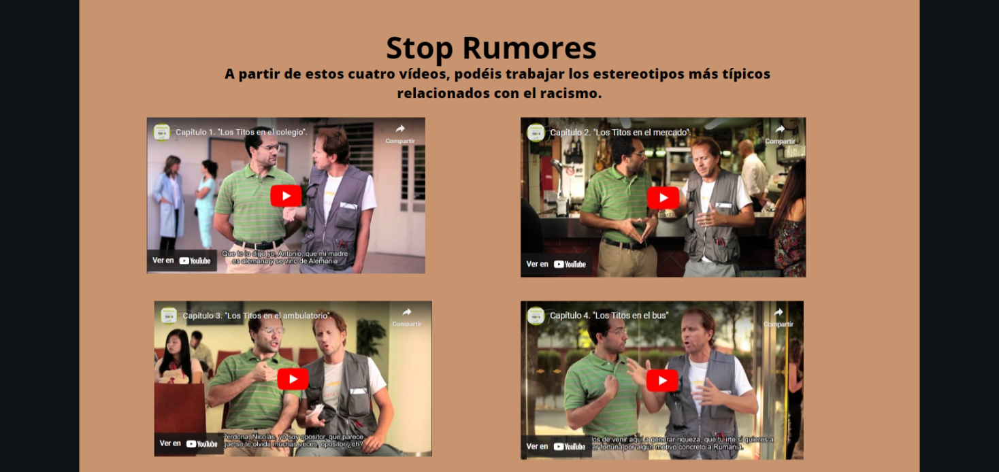 Stop Rumores
A partir de estos cuatro vídeos, podéis trabajar los estereotipos más típicos
relacionados con el racismo.
Capítulo 1. "Los Titos en el colegio".
Compartir
Que te lo digo yo, Antonio, que mi madre
es alemana y se vino de Alemania
Ver en YouTube
Capítulo 2. "Los Titos en el mercado".
Compartir
NO
Ver en YouTube
Capítulo 3. "Los Titos en el ambulatorio".
Compartir
Perdona, Nicolás, yo soy opositor, que parece
que se te olvida muchas veces, opositor ¿eh?
Ver en YouTube
Capítulo 4. "Los Titos en el bus"
Compartir
de venir aquí a generar riqueza, que tu irte si quieres a
fortuna por algún motivo concreto a Rumanía.
Ver en YouTube